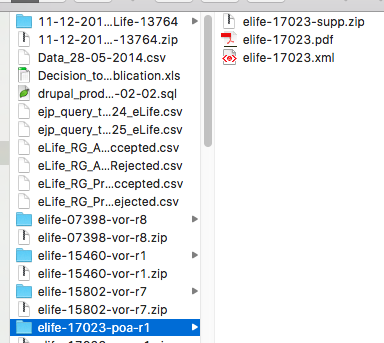 11-12-201...Life-13764
11-12-201...-13764.zip
Data_28-05-2014.csv
Decision_to...blication.xls
drupal_prod...-02-02.sql
ejp_query_t...24_eLife.csv
ejp_query_t...25_eLife.csv
eLife_RG_A...ccepted.csv
eLife_RG_A...Rejected.csv
eLife_RG_Pr...ccepted.csv
eLife_RG_Pr...ejected.csv
elife-07398-vor-r8
elife-07398-vor-r8.zip
elife-15460-vor-r1
elife-15460-vor-r1.zip
elife-15802-vor-r7
elife-15802-vor-r7.zip
elife-17023-poa-r1
elife-17023-supp.zip
elife-17023.pdf
elife-17023.xml